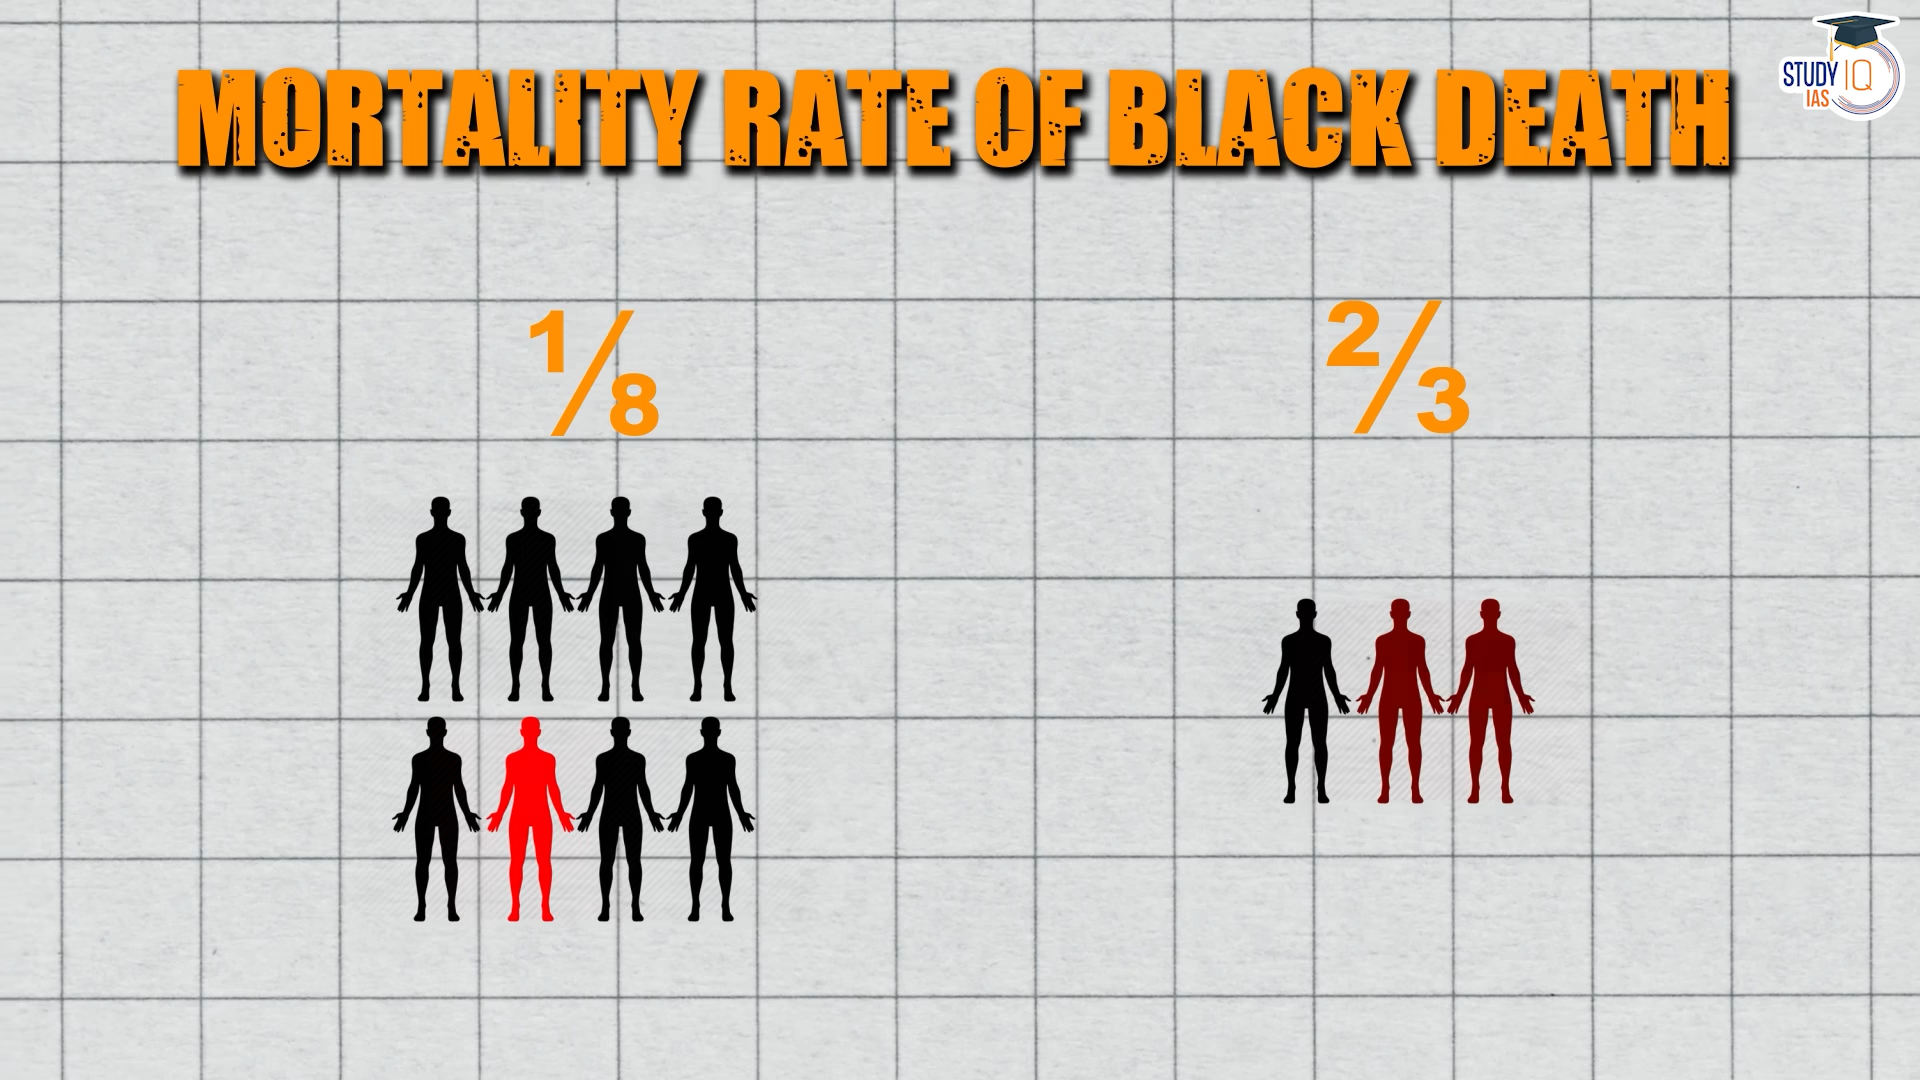 MORTALITY RATE OF BLACK DEATH
STUDY IQ
IAS
1/8
2/3